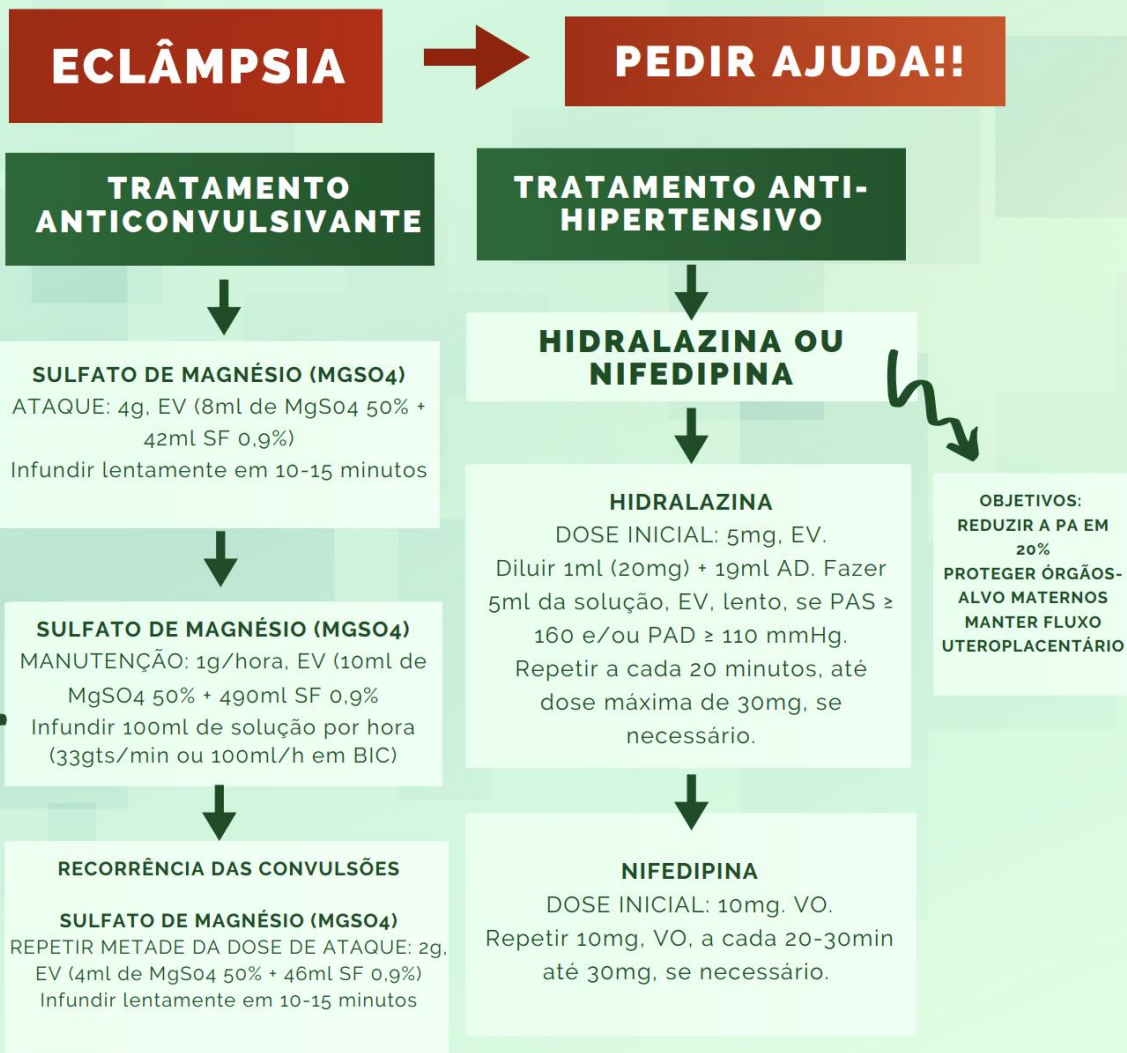 ECLÂMPSIA
PEDIR AJUDA!!
TRATAMENTO
ANTICONVULSIVANTE
SULFATO DE MAGNÉSIO (MGSO4)
ATAQUE: 4g, EV (8ml de MgS04 50% +
42ml SF 0,9%)
Infundir lentamente em 10-15 minutos
SULFATO DE MAGNÉSIO (MGSO4)
MANUTENÇÃO: 1g/hora, EV (10ml de
MgSO4 50% + 490ml SF 0,9%
Infundir 100ml de solução por hora
(33gts/min ou 100ml/h em BIC)
RECORRÊNCIA DAS CONVULSÕES
SULFATO DE MAGNÉSIO (MGSO4)
REPETIR METADE DA DOSE DE ATAQUE: 2g,
EV (4ml de MgS04 50% + 46ml SF 0,9%)
Infundir lentamente em 10-15 minutos
TRATAMENTO ANTI-
HIPERTENSIVO
HIDRALAZINA OU
NIFEDIPINA
HIDRALAZINA
DOSE INICIAL: 5mg, EV.
Diluir 1ml (20mg) + 19ml AD. Fazer
5ml da solução, EV, lento, se PAS ≥
160 e/ou PAD ≥ 110 mmHg.
Repetir a cada 20 minutos, até
dose máxima de 30mg, se
necessário.
NIFEDIPINA
DOSE INICIAL: 10mg. VO.
Repetir 10mg, VO, a cada 20-30min
até 30mg, se necessário.
OBJETIVOS:
REDUZIR A PA EM
20%
PROTEGER ÓRGÃOS-
ALVO MATERNOS
MANTER FLUXO
UTEROPLACENTÁRIO